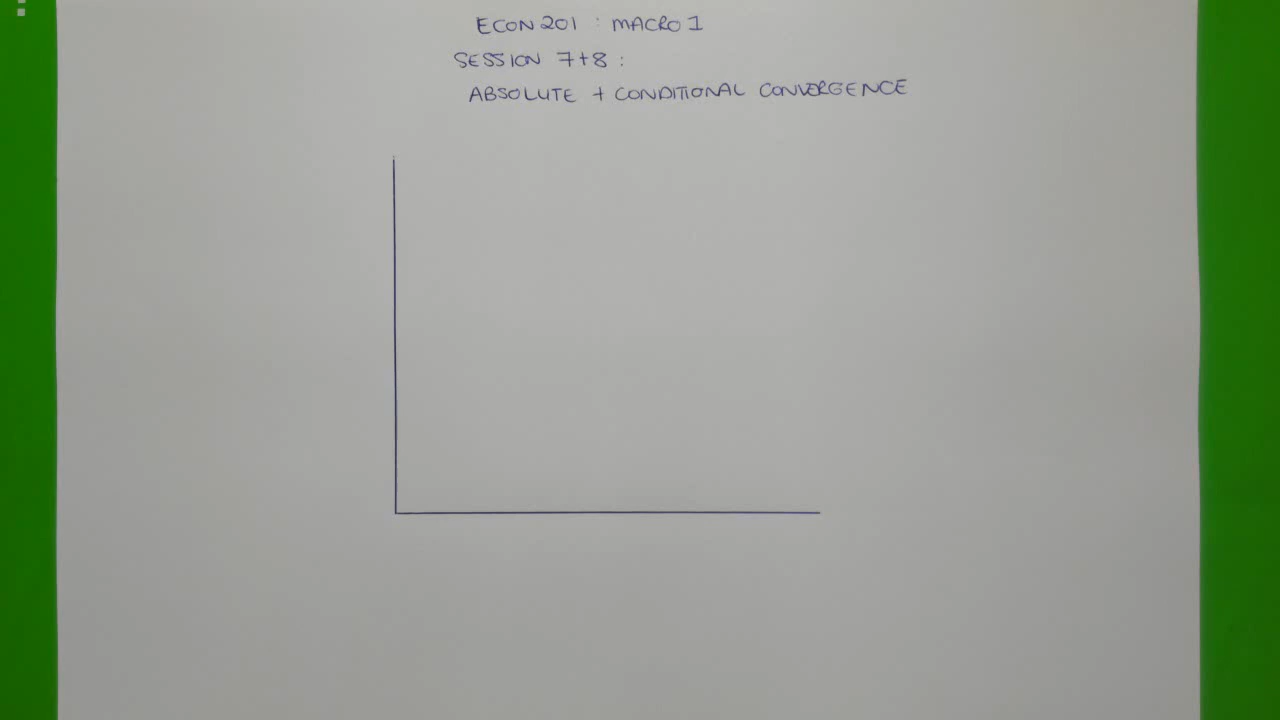 ECON 201 : MACRO 1
SESSION 7+8 :
ABSOLUTE + CONDITIONAL CONVERGENCE